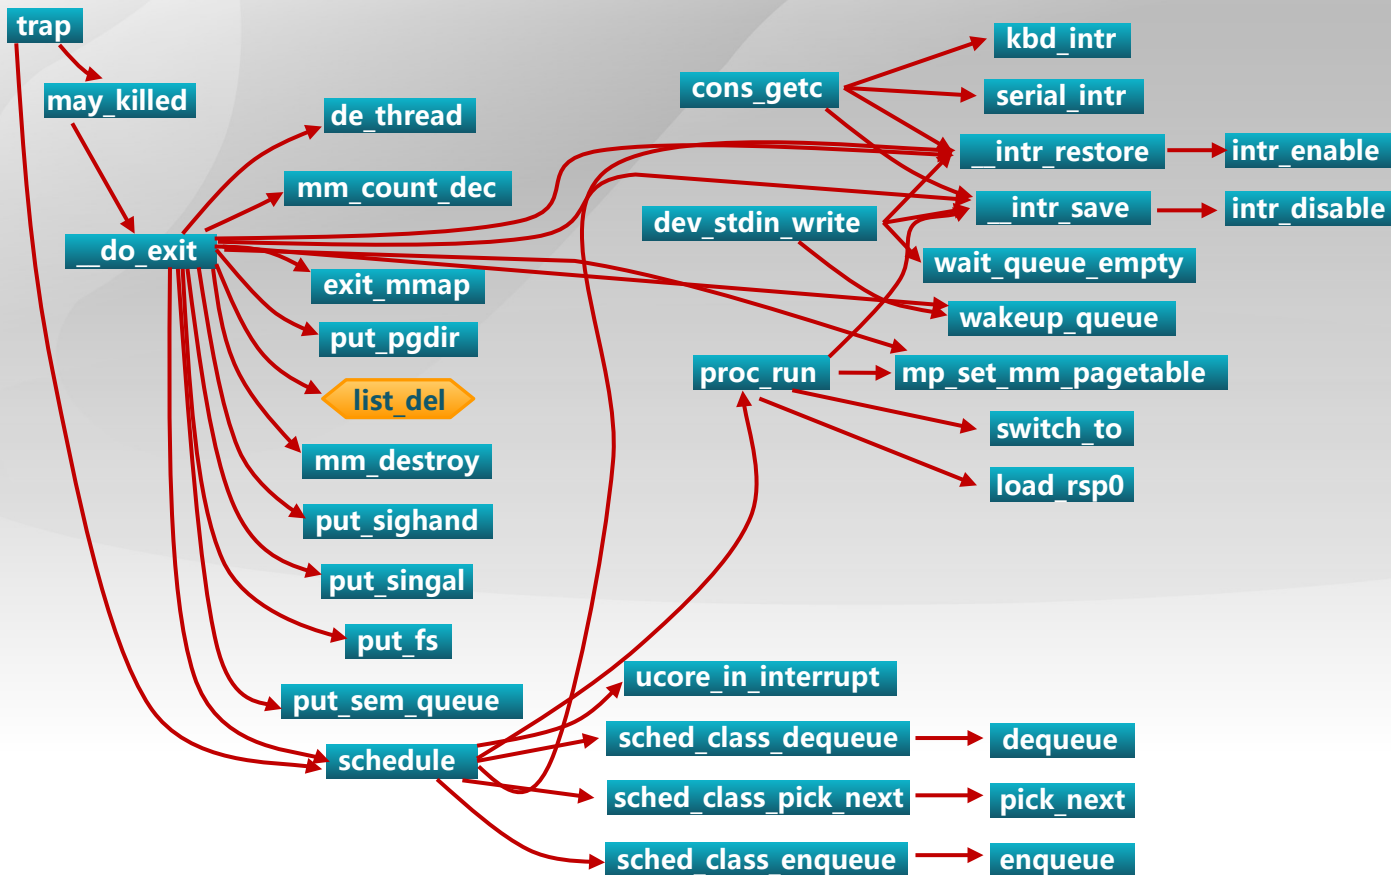 trap
kbd_intr
cons_getc
serial_intr
may_killed
de_thread
__intr_restore
intr_enable
mm_count_dec
__intr_save
intr_disable
dev_stdin_write
__do_exit
wait_queue_empty
exit_mmap
wakeup_queue
put_pgdir
proc_run
mp_set_mm_pagetable
list_del
switch_to
mm_destroy
load_rsp0
put_sighand
put_singal
put_fs
ucore_in_interrupt
put_sem_queue
sched_class_dequeue
dequeue
schedule
sched_class_pick_next
pick_next
sched_class_enqueue
enqueue